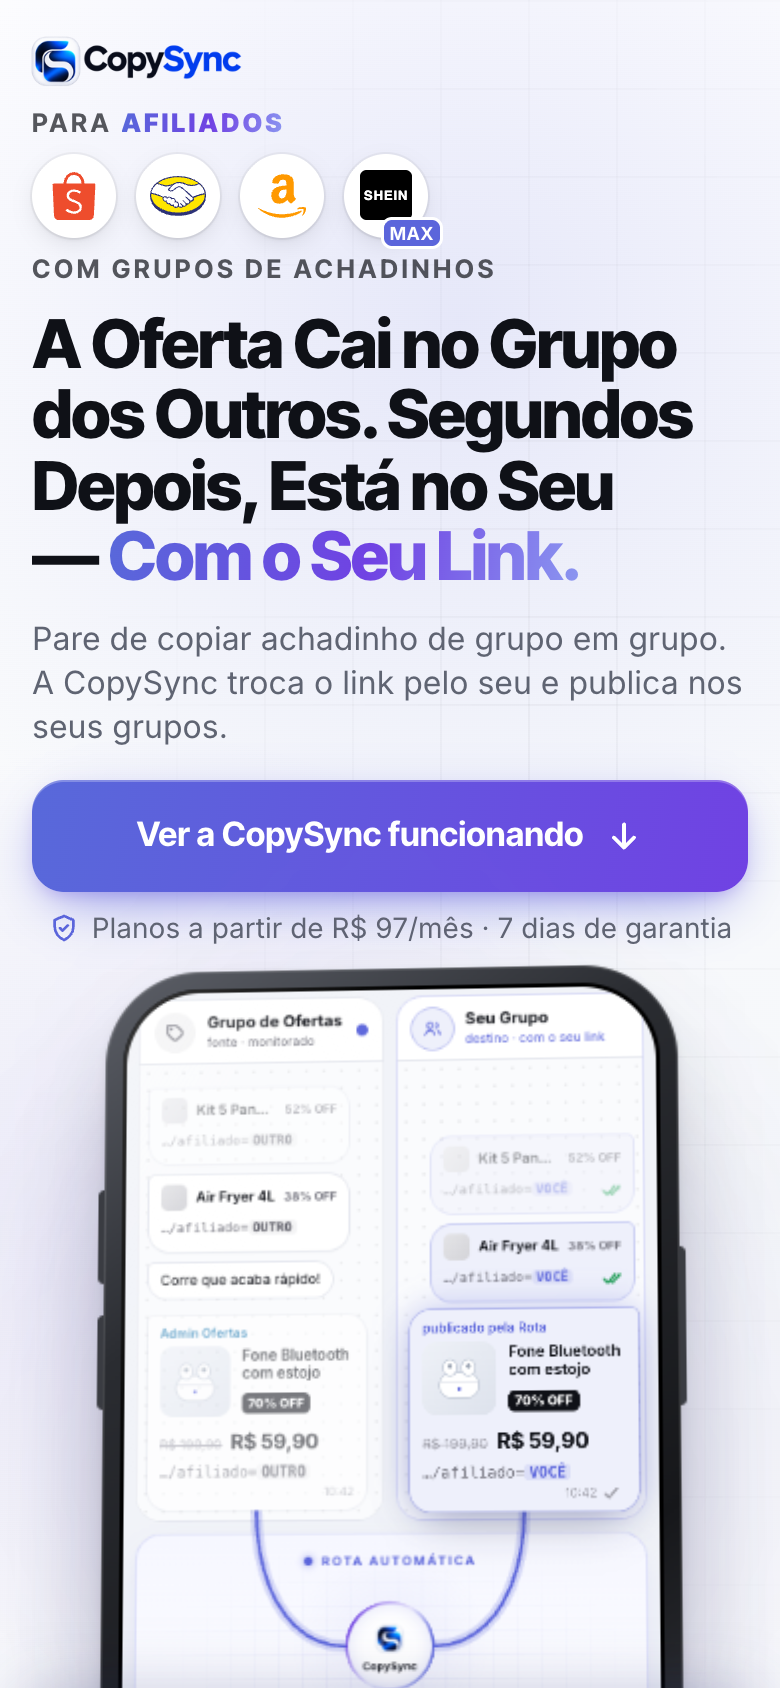 CopySync
PARA AFILIADOS
S
a
SHEIN
MAX
COM GRUPOS DE ACHADINHOS
A Oferta Cai no Grupo
dos Outros. Segundos
Depois, Está no Seu
— Com o Seu Link.
Pare de copiar achadinho de grupo em grupo.
A CopySync troca o link pelo seu e publica nos
seus grupos.
Ver a CopySync funcionando ↓
Planos a partir de R$ 97/mês · 7 dias de garantia
Grupo de Ofertas
fonte · monitorado
Kit 5 Pan... 52% OFF
…/afiliado=OUTRO
Air Fryer 4L 38% OFF
…/afiliado=OUTRO
Corre que acaba rápido!
Admin Ofertas
Fone Bluetooth
com estojo
70% OFF
R$ 199,90 R$ 59,90
…/afiliado=OUTRO
10:42
Seu Grupo
destino · com o seu link
Kit 5 Pan... 52% OFF
…/afiliado=VOCÊ
Air Fryer 4L 38% OFF
…/afiliado=VOCÊ
publicado pela Rota
Fone Bluetooth
com estojo
70% OFF
R$ 199,90 R$ 59,90
…/afiliado=VOCÊ
10:42
ROTA AUTOMÁTICA
CopySync